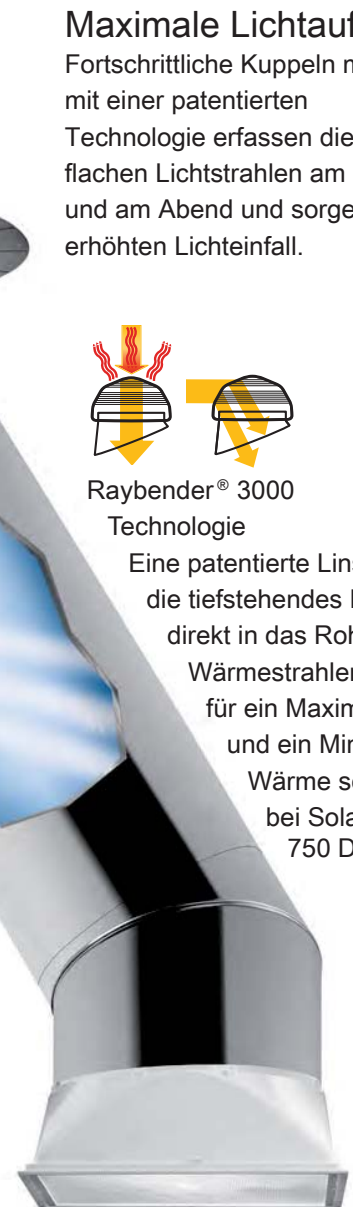 Maximale Lichtauf
Fortschrittliche Kuppeln
mit einer patentierten
Technologie erfassen die
flachen Lichtstrahlen am
und am Abend und sorge
erhöhten Lichteinfall.
Raybender® 3000
Technologie
Eine patentierte Lins
die tiefstehendes
direkt in das Roh
Wärmestrahlen
für ein Maxim
und ein Min
Wärme so
bei Sola
750 D